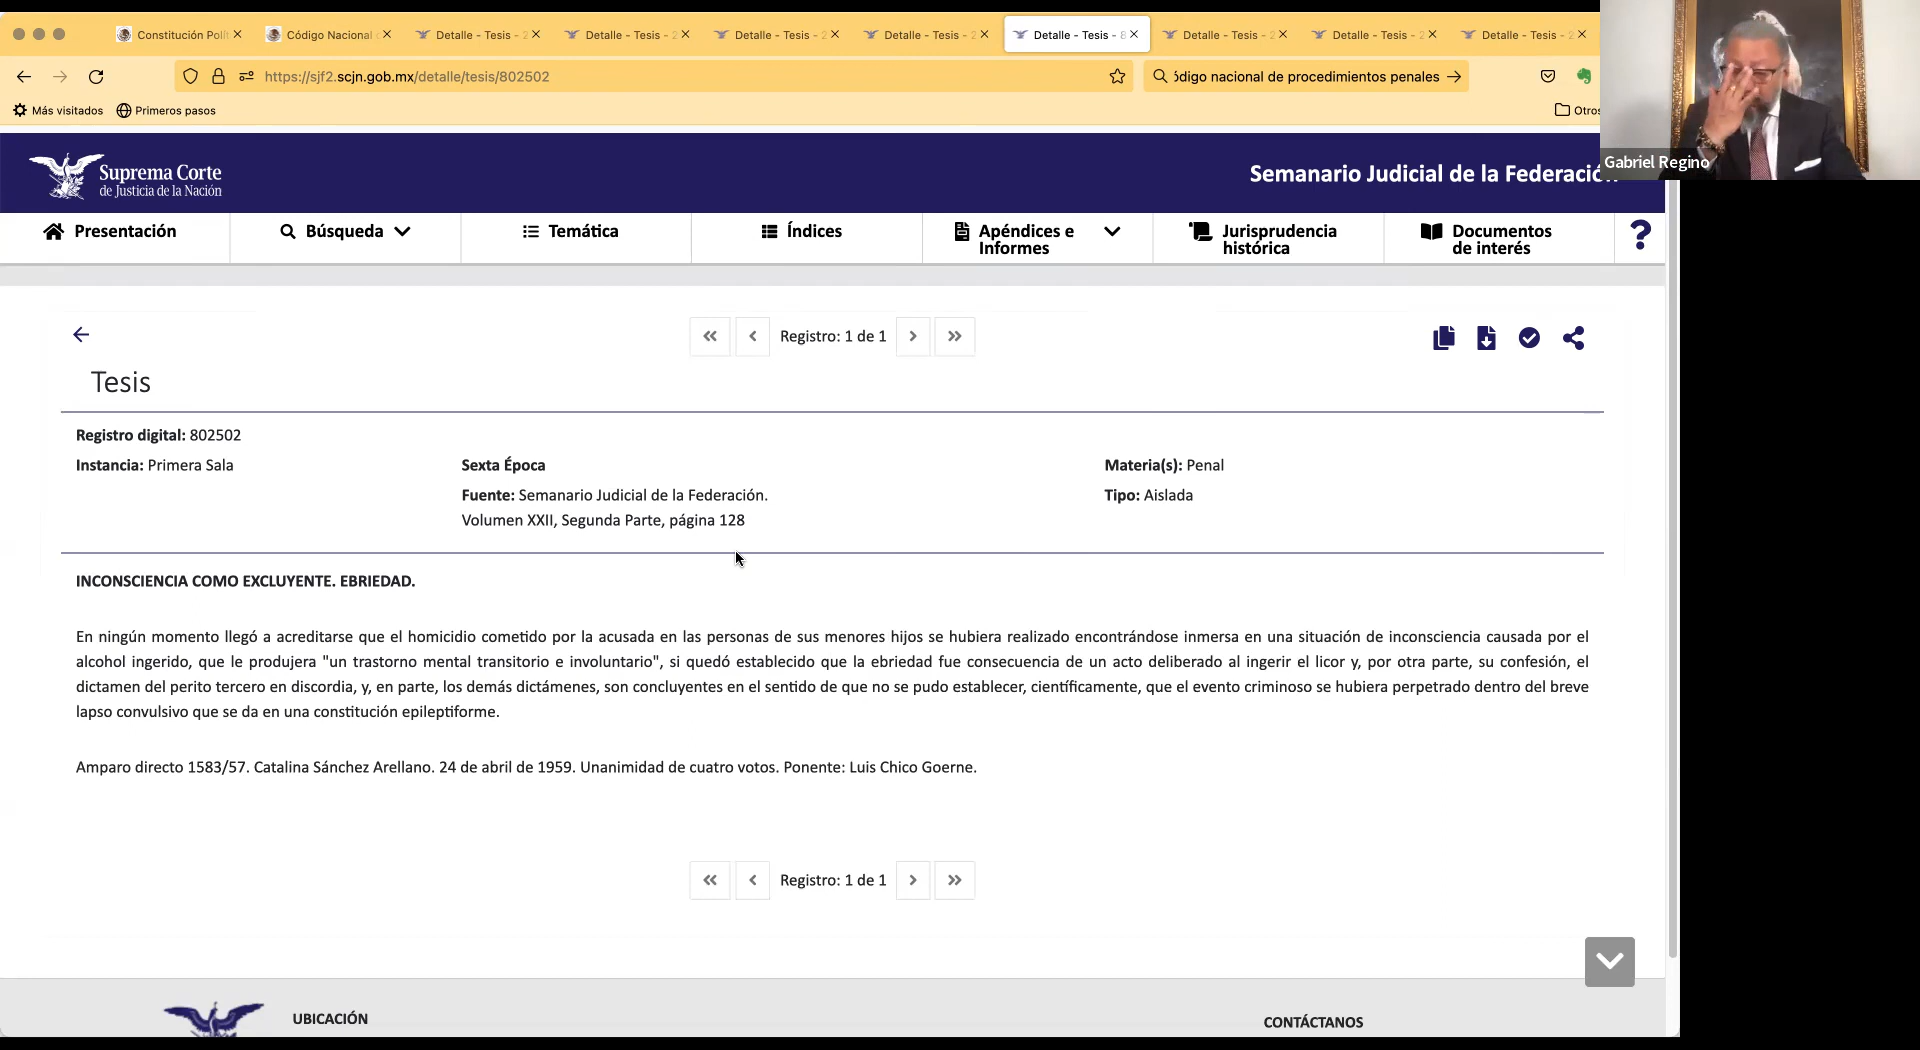 Constitución Polí
Código Nacional
Detalle - Tesis - 2
Detalle - Tesis - 2
Detalle - Tesis - 2
Detalle - Tesis - 2
Detalle - Tesis - 8
Detalle - Tesis - 2
Detalle - Tesis - 2
Detalle - Tesis - 2
https://sjf2.scjn.gob.mx/detalle/tesis/802502
ódigo nacional de procedimientos penales
Más visitados
Primeros pasos
Otros
Gabriel Regino
Suprema Corte
de Justicia de la Nación
Semanario Judicial de la Federación
Presentación
Búsqueda
Temática
Índices
Apéndices e
Informes
Jurisprudencia
histórica
Documentos
de interés
?
Registro: 1 de 1
Tesis
Registro digital: 802502
Instancia: Primera Sala
Sexta Época
Materia(s): Penal
Fuente: Semanario Judicial de la Federación.
Tipo: Aislada
Volumen XXII, Segunda Parte, página 128
INCONSCIENCIA COMO EXCLUYENTE. EBRIEDAD.
En ningún momento llegó a acreditarse que el homicidio cometido por la acusada en las personas de sus menores hijos se hubiera realizado encontrándose inmersa en una situación de inconsciencia causada por el
alcohol ingerido, que le produjera "un trastorno mental transitorio e involuntario", si quedó establecido que la ebriedad fue consecuencia de un acto deliberado al ingerir el licor y, por otra parte, su confesión, el
dictamen del perito tercero en discordia, y, en parte, los demás dictámenes, son concluyentes en el sentido de que no se pudo establecer, científicamente, que el evento criminoso se hubiera perpetrado dentro del breve
lapso convulsivo que se da en una constitución epileptiforme.
Amparo directo 1583/57. Catalina Sánchez Arellano. 24 de abril de 1959. Unanimidad de cuatro votos. Ponente: Luis Chico Goerne.
Registro: 1 de 1
UBICACIÓN
CONTÁCTANOS